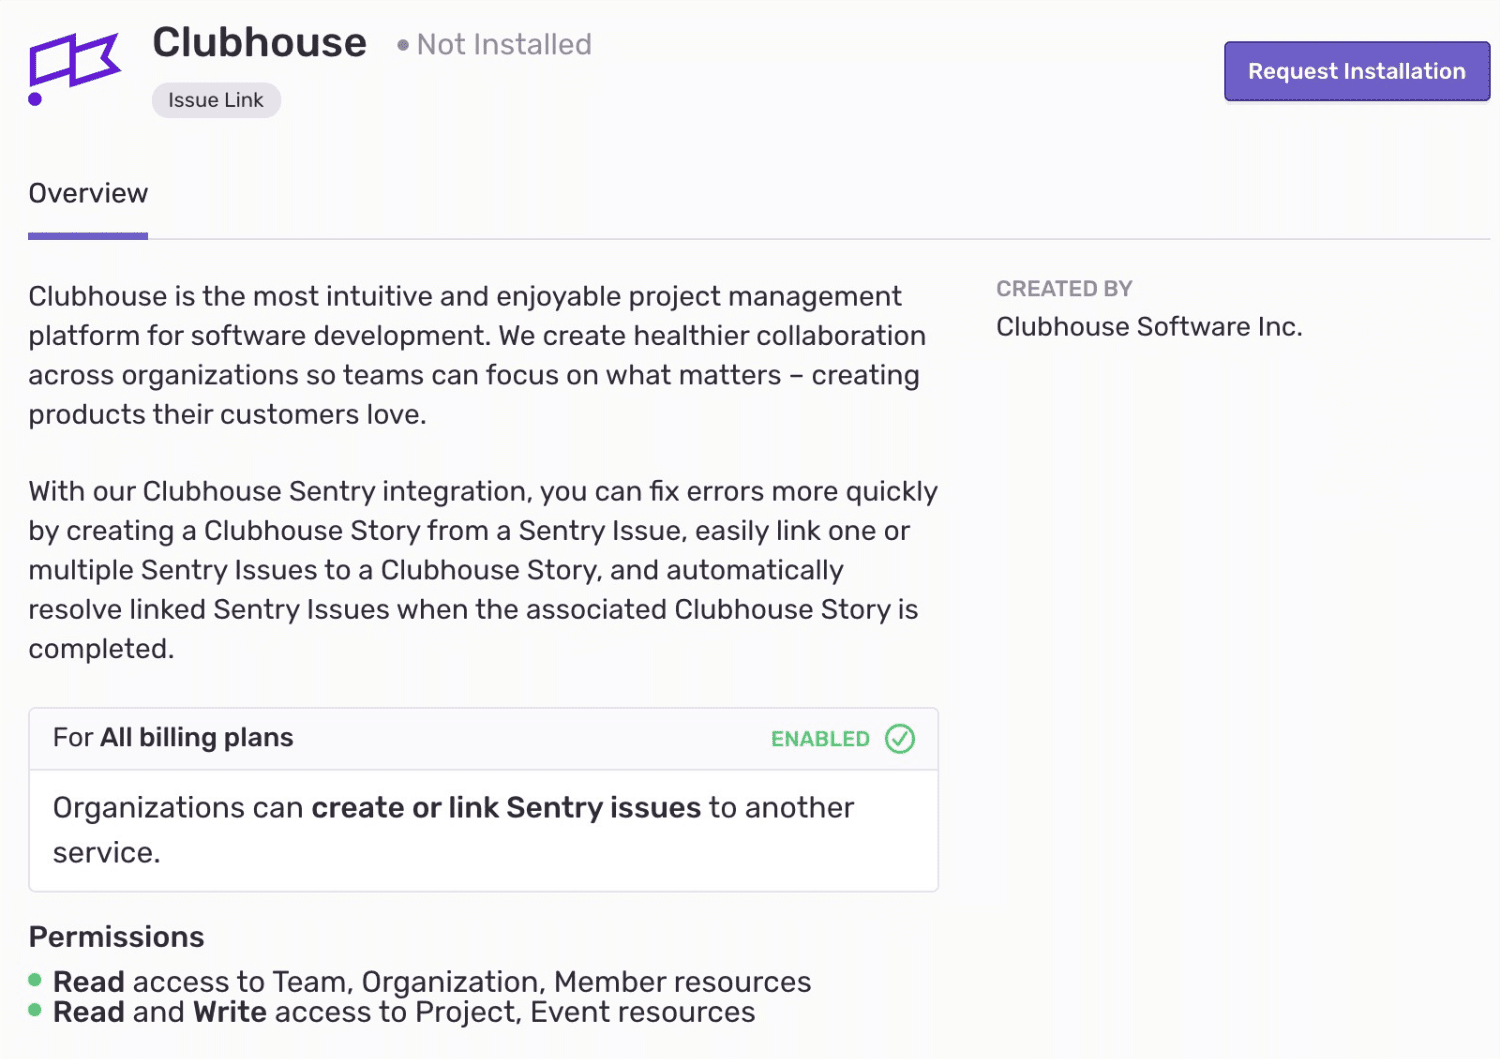 Clubhouse
Not Installed
Request Installation
Issue Link
Overview
Clubhouse is the most intuitive and enjoyable project management
platform for software development. We create healthier collaboration
across organizations so teams can focus on what matters – creating
products their customers love.
CREATED BY
Clubhouse Software Inc.
With our Clubhouse Sentry integration, you can fix errors more quickly
by creating a Clubhouse Story from a Sentry Issue, easily link one or
multiple Sentry Issues to a Clubhouse Story, and automatically
resolve linked Sentry Issues when the associated Clubhouse Story is
completed.
For All billing plans
ENABLED
Organizations can create or link Sentry issues to another
service.
Permissions
Read access to Team, Organization, Member resources
Read and Write access to Project, Event resources